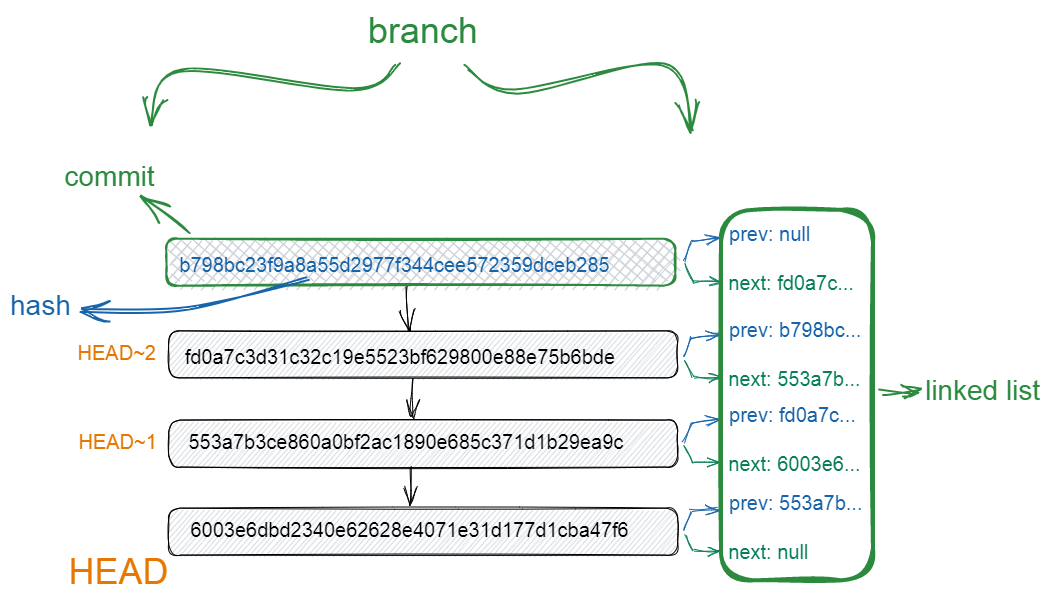 branch
commit
b798bc23f9a8a55d2977f344cee572359dceb285
prev: null
next: fd0a7c...
hash
HEAD~2
fd0a7c3d31c32c19e5523bf629800e88e75b6bde
prev: b798bc...
next: 553a7b...
linked list
HEAD~1
553a7b3ce860a0bf2ac1890e685c371d1b29ea9c
prev: fd0a7c...
next: 6003e6...
HEAD
6003e6dbd2340e62628e4071e31d177d1cba47f6
prev: 553a7b...
next: null